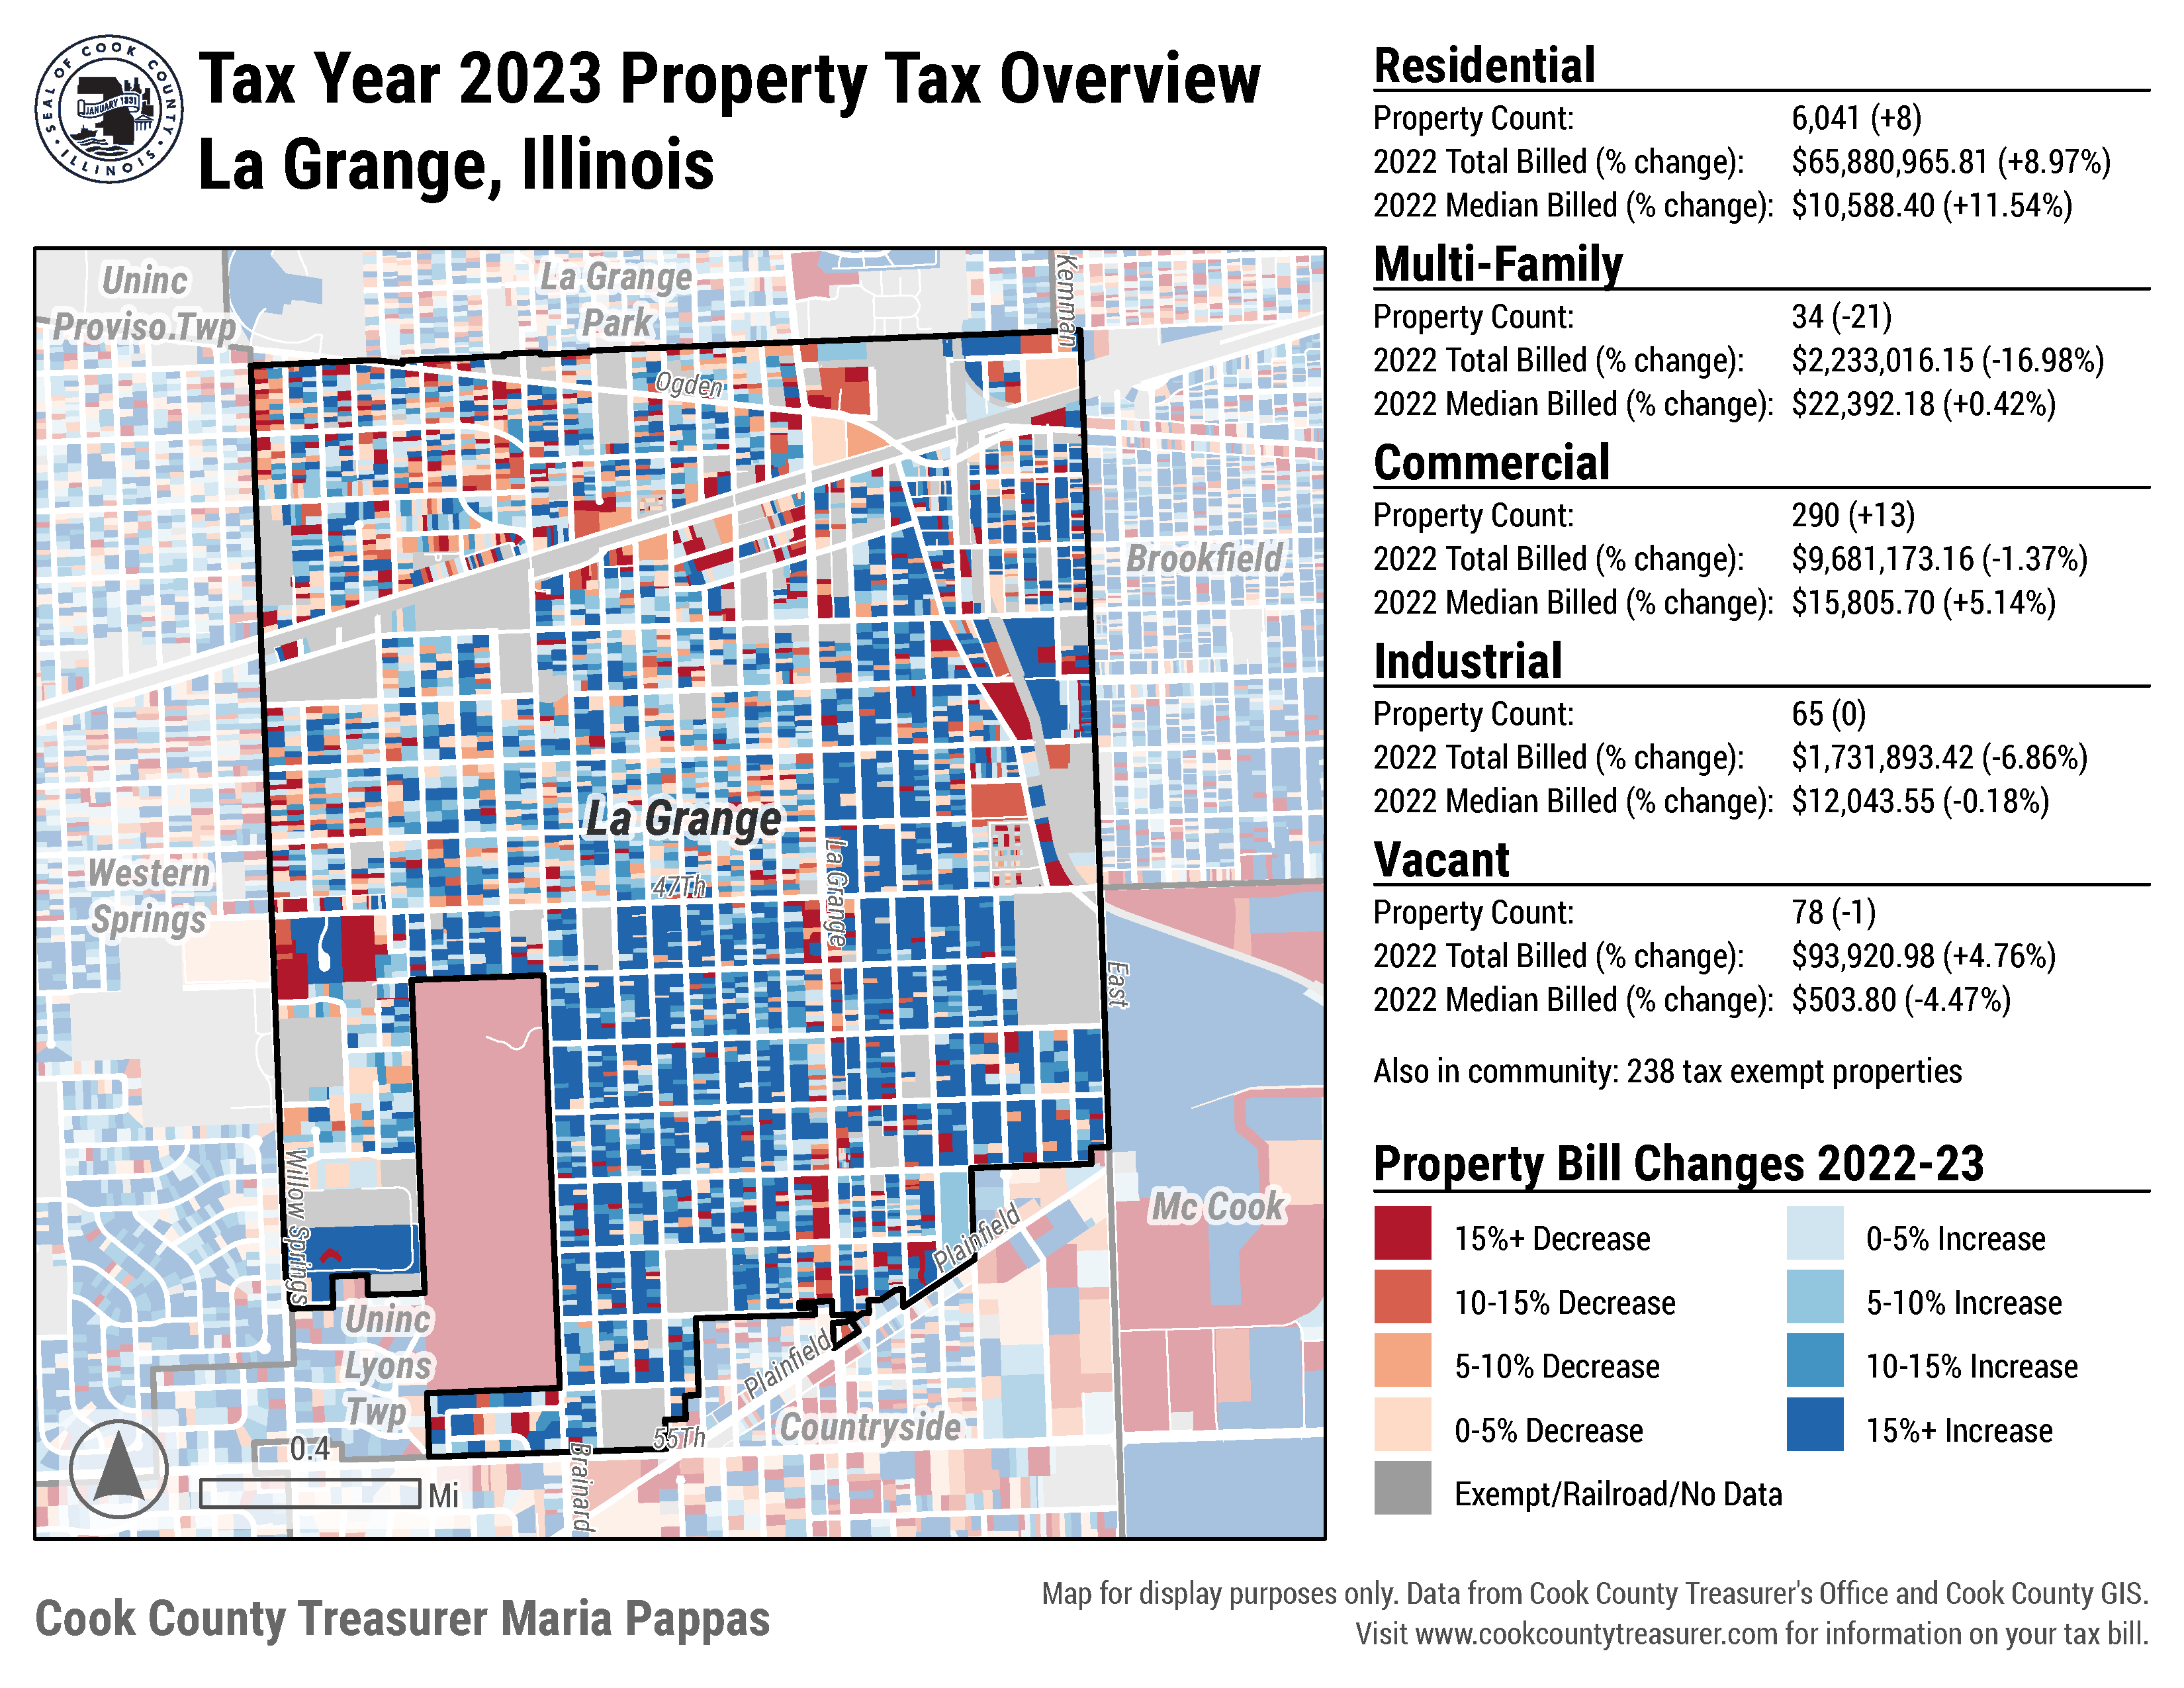 SEAL OF COOK COUNTY
JANUARY 1831
ILLINOIS
Tax Year 2023 Property Tax Overview
La Grange, Illinois
Uninc
Proviso Twp
La Grange
Park
Kemman
Ogden
Brookfield
La Grange
47Th
La Grange
Western
Springs
East
Willow Springs
Mc Cook
Plainfield
Plainfield
Uninc
Lyons
Twp
Countryside
55Th
Brainard
0.4
Mi
Residential
Property Count: 6,041 (+8)
2022 Total Billed (% change): $65,880,965.81 (+8.97%)
2022 Median Billed (% change): $10,588.40 (+11.54%)
Multi-Family
Property Count: 34 (-21)
2022 Total Billed (% change): $2,233,016.15 (-16.98%)
2022 Median Billed (% change): $22,392.18 (+0.42%)
Commercial
Property Count: 290 (+13)
2022 Total Billed (% change): $9,681,173.16 (-1.37%)
2022 Median Billed (% change): $15,805.70 (+5.14%)
Industrial
Property Count: 65 (0)
2022 Total Billed (% change): $1,731,893.42 (-6.86%)
2022 Median Billed (% change): $12,043.55 (-0.18%)
Vacant
Property Count: 78 (-1)
2022 Total Billed (% change): $93,920.98 (+4.76%)
2022 Median Billed (% change): $503.80 (-4.47%)
Also in community: 238 tax exempt properties
Property Bill Changes 2022-23
15%+ Decrease
10-15% Decrease
5-10% Decrease
0-5% Decrease
Exempt/Railroad/No Data
0-5% Increase
5-10% Increase
10-15% Increase
15%+ Increase
Cook County Treasurer Maria Pappas
Map for display purposes only. Data from Cook County Treasurer's Office and Cook County GIS.
Visit www.cookcountytreasurer.com for information on your tax bill.